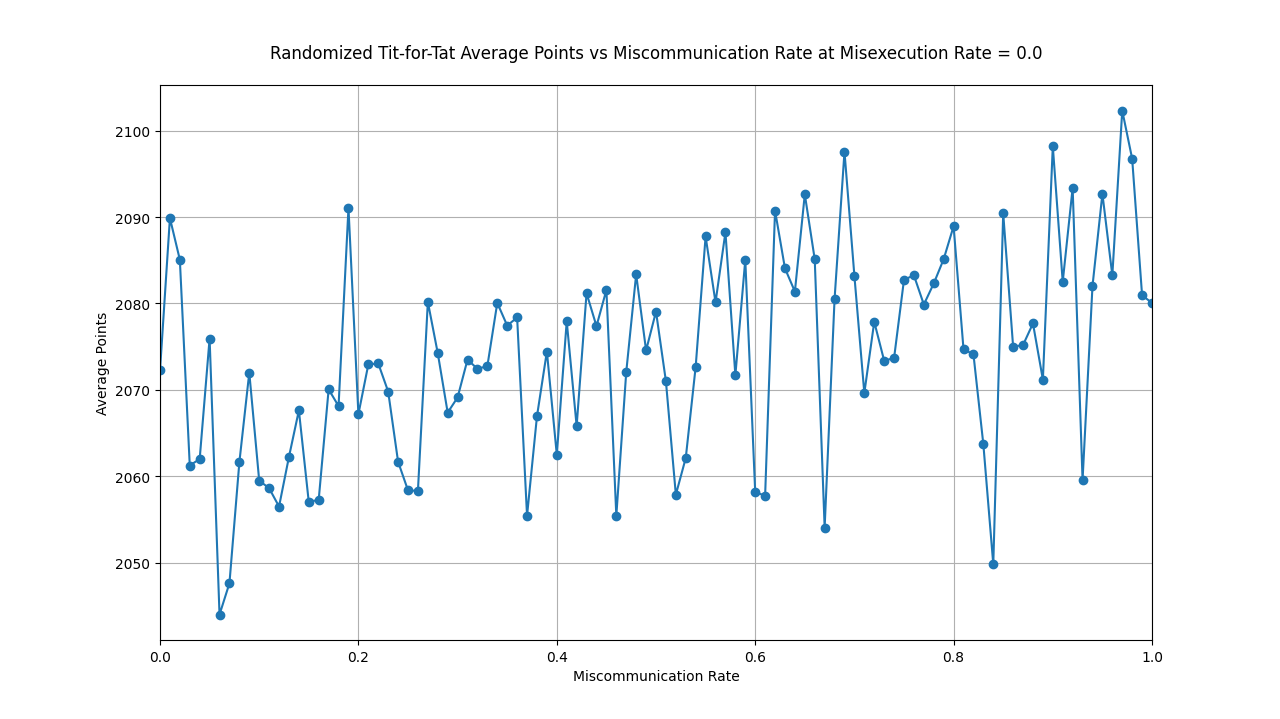 Randomized Tit-for-Tat Average Points vs Miscommunication Rate at Misexecution Rate = 0.0
Average Points
2100
2090
2080
2070
2060
2050
0.0 0.2 0.4 0.6 0.8 1.0
Miscommunication Rate